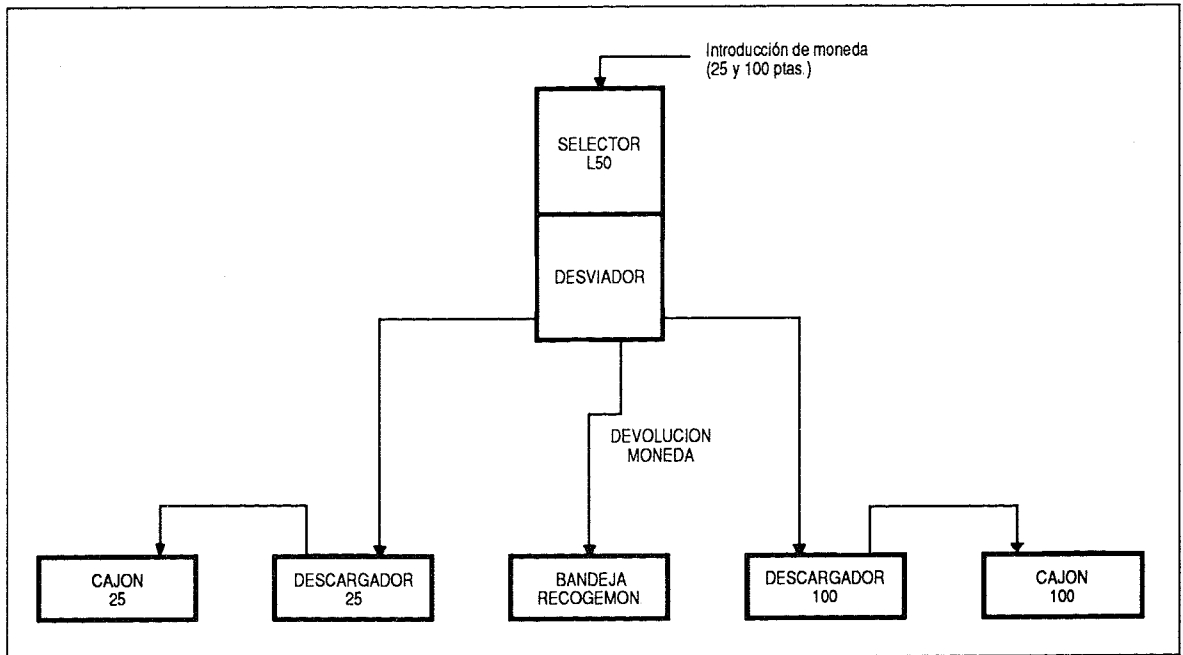 Introducción de moneda
(25 y 100 ptas.)
SELECTOR
L50
DESVIADOR
DEVOLUCION
MONEDA
CAJON
25
DESCARGADOR
25
BANDEJA
RECOGEMON.
DESCARGADOR
100
CAJON
100